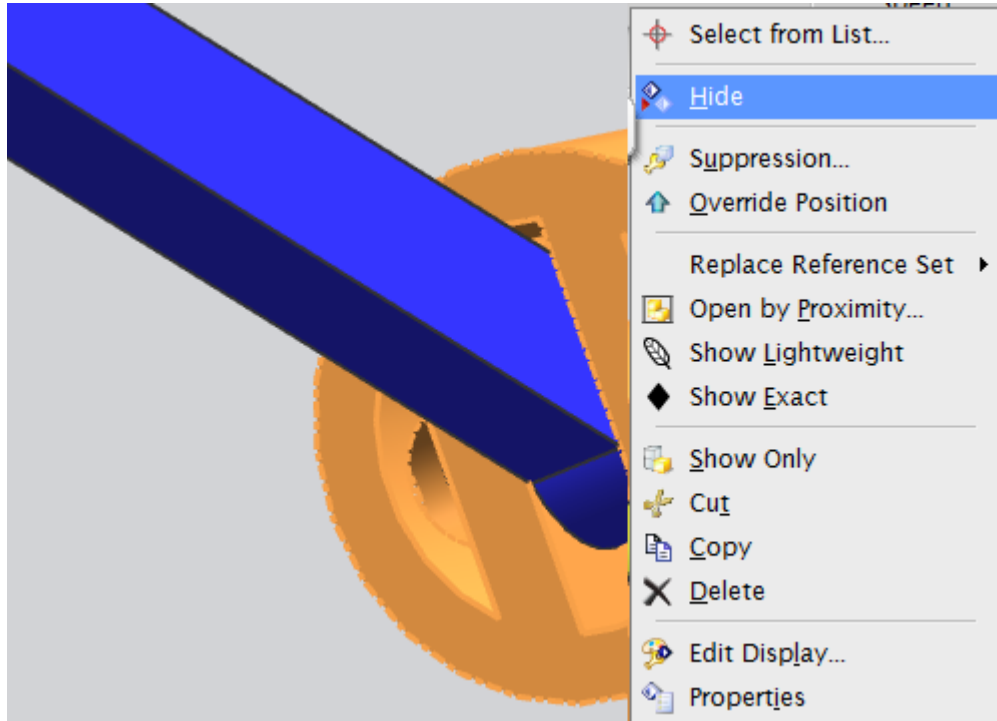 Select from List...
Hide
Suppression...
Override Position
Replace Reference Set
Open by Proximity...
Show Lightweight
Show Exact
Show Only
Cut
Copy
Delete
Edit Display...
Properties